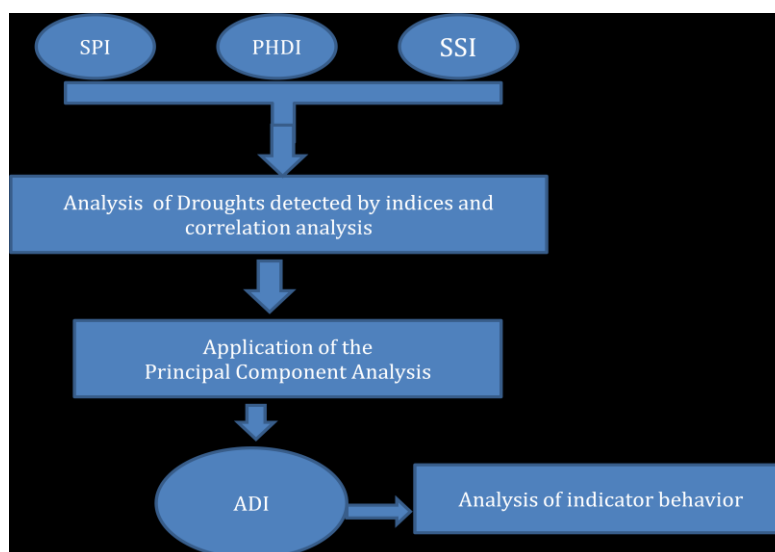 SPI
PHDI
SSI
Analysis of Droughts detected by indices and
correlation analysis
Application of the
Principal Component Analysis
ADI
Analysis of indicator behavior